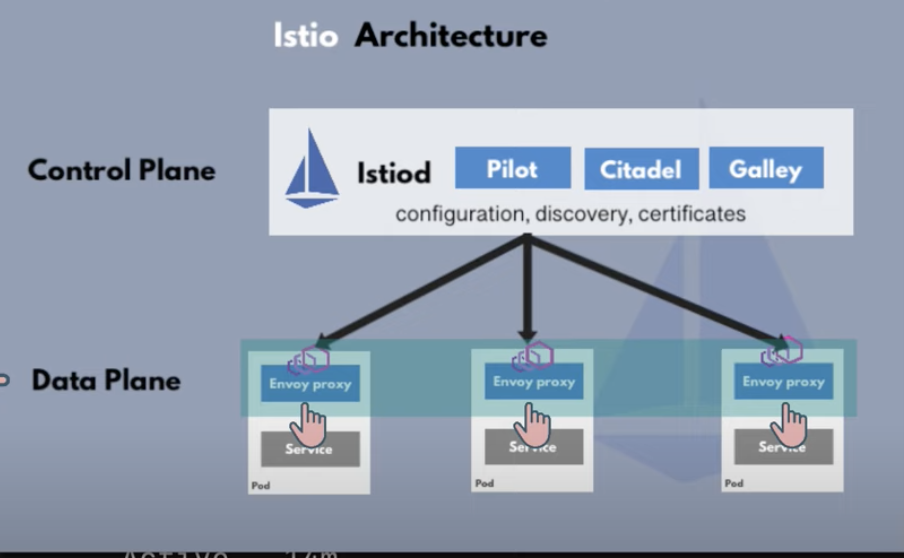 Istio Architecture
Control Plane
Istiod
Pilot
Citadel
Galley
configuration, discovery, certificates
Data Plane
Envoy proxy
Envoy proxy
Envoy proxy
Service
Service
Service
Pod
Pod
Pod